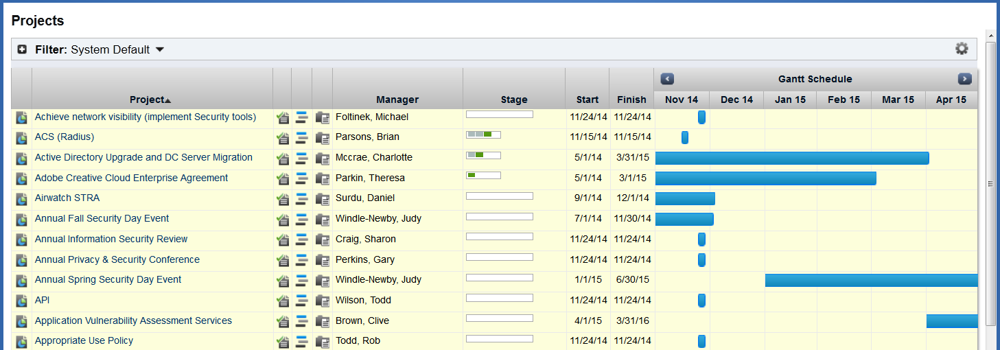 Projects
Filter: System Default
Gantt Schedule
Project Manager Stage Start Finish Nov 14 Dec 14 Jan 15 Feb 15 Mar 15 Apr 15
Achieve network visibility (implement Security tools) Foltinek, Michael 11/24/14 11/24/14
ACS (Radius) Parsons, Brian 11/15/14 11/15/14
Active Directory Upgrade and DC Server Migration Mccrae, Charlotte 5/1/14 3/31/15
Adobe Creative Cloud Enterprise Agreement Parkin, Theresa 5/1/14 3/1/15
Airwatch STRA Surdu, Daniel 9/1/14 12/1/14
Annual Fall Security Day Event Windle-Newby, Judy 7/1/14 11/30/14
Annual Information Security Review Craig, Sharon 11/24/14 11/24/14
Annual Privacy & Security Conference Perkins, Gary 11/24/14 11/24/14
Annual Spring Security Day Event Windle-Newby, Judy 1/1/15 6/30/15
API Wilson, Todd 11/24/14 11/24/14
Application Vulnerability Assessment Services Brown, Clive 4/1/15 3/31/16
Appropriate Use Policy Todd, Rob 11/24/14 11/24/14